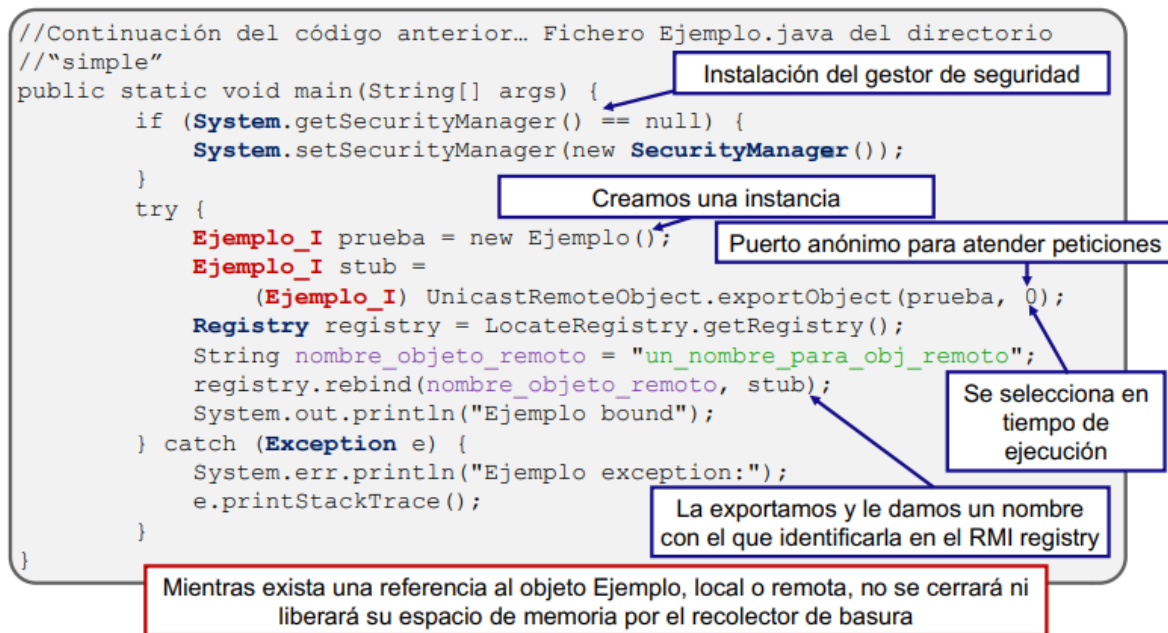 //Continuación del código anterior… Fichero Ejemplo.java del directorio
//“simple”
Instalación del gestor de seguridad
public static void main(String[] args) {
if (System.getSecurityManager() == null) {
System.setSecurityManager(new SecurityManager());
}
Creamos una instancia
try {
Ejemplo_I prueba = new Ejemplo();
Puerto anónimo para atender peticiones
Ejemplo_I stub =
(Ejemplo_I) UnicastRemoteObject.exportObject(prueba, 0);
Registry registry = LocateRegistry.getRegistry();
String nombre_objeto_remoto = "un_nombre_para_obj_remoto";
registry.rebind(nombre_objeto_remoto, stub);
Se selecciona en
tiempo de
ejecución
System.out.println("Ejemplo bound");
} catch (Exception e) {
System.err.println("Ejemplo exception:");
e.printStackTrace();
La exportamos y le damos un nombre
con el que identificarla en el RMI registry
}
}
Mientras exista una referencia al objeto Ejemplo, local o remota, no se cerrará ni
liberará su espacio de memoria por el recolector de basura